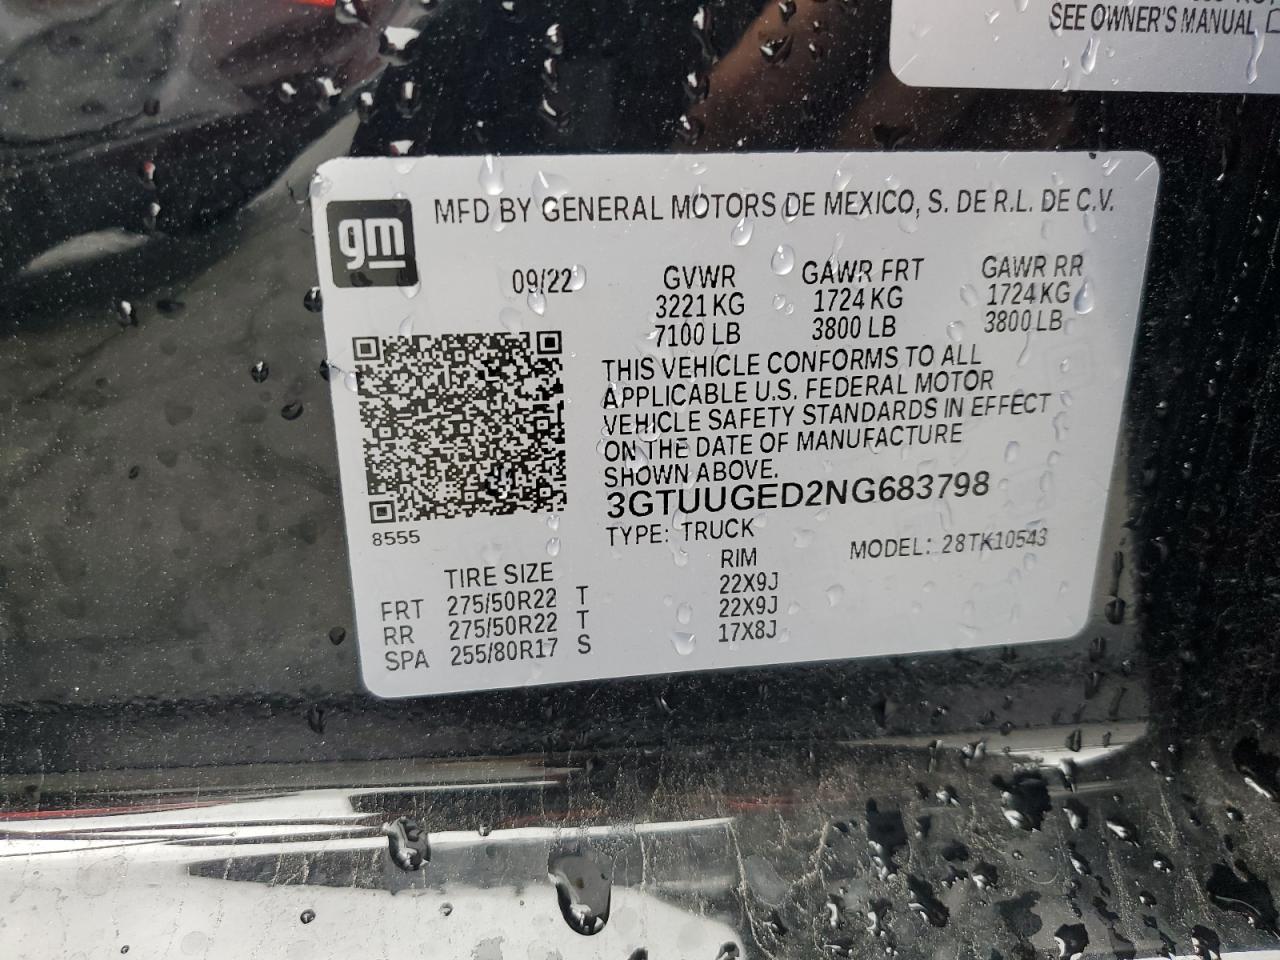 SEE OWNER'S MANUAL
gm
MFD BY GENERAL MOTORS DE MEXICO, S. DE R.L. DE C.V.
09/22 GVWR GAWR FRT GAWR RR
3221 KG 1724 KG 1724 KG
7100 LB 3800 LB 3800 LB
THIS VEHICLE CONFORMS TO ALL
APPLICABLE U.S. FEDERAL MOTOR
VEHICLE SAFETY STANDARDS IN EFFECT
ON THE DATE OF MANUFACTURE
SHOWN ABOVE.
3GTUUGED2NG683798
8555
TYPE: TRUCK MODEL: 28TK10543
TIRE SIZE RIM
FRT 275/50R22 T 22X9J
RR 275/50R22 T 22X9J
SPA 255/80R17 S 17X8J